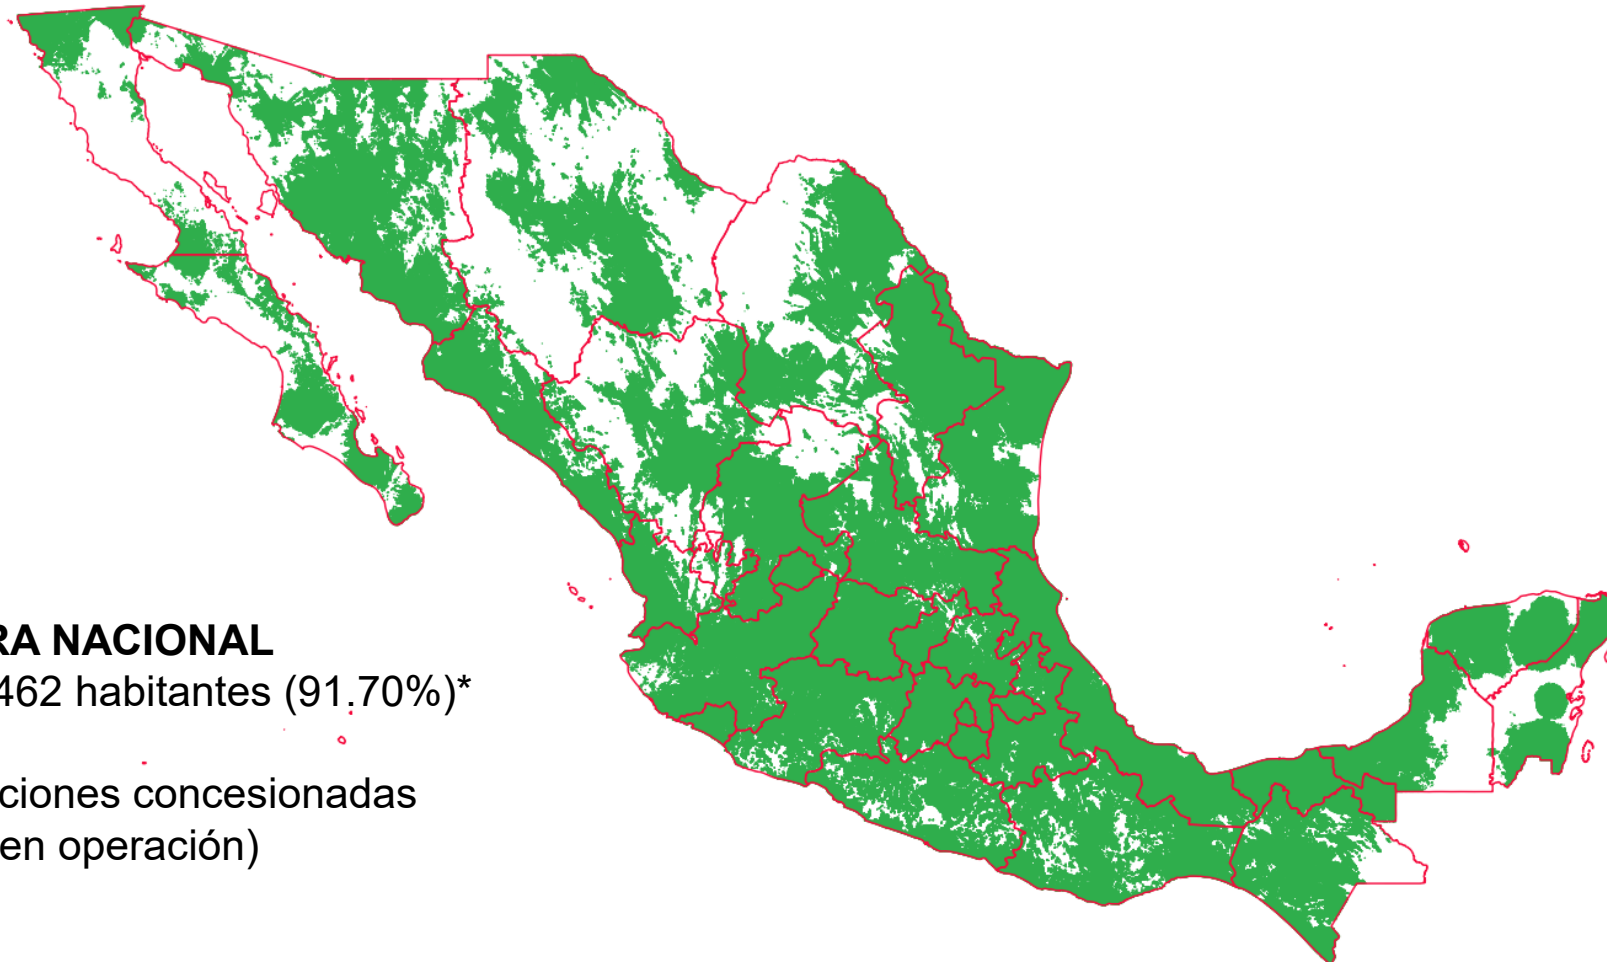 RA NACIONAL
462 habitantes (91.70%)*
ciones concesionadas
en operación)